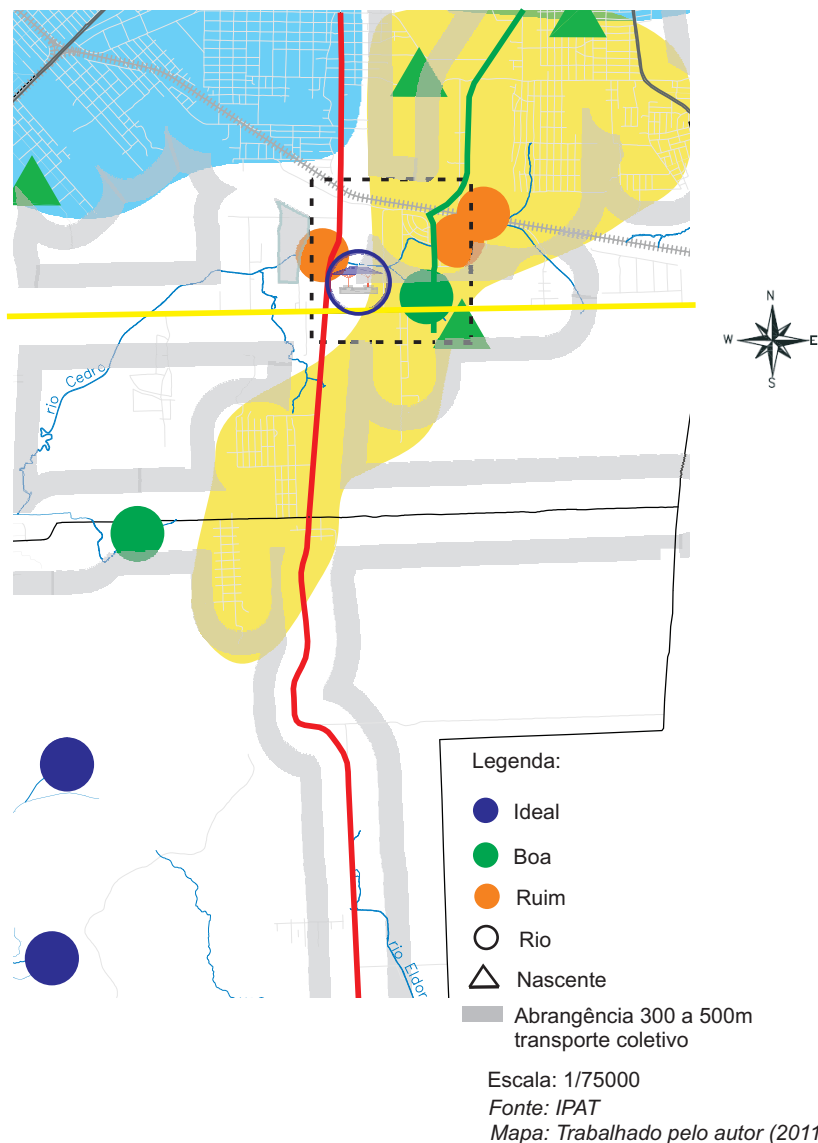 N
W
E
S
rio Cedro
rio Eldor
Legenda:
Ideal
Boa
Ruim
Rio
Nascente
Abrangência 300 a 500m
transporte coletivo
Escala: 1/75000
Fonte: IPAT
Mapa: Trabalhado pelo autor (2011